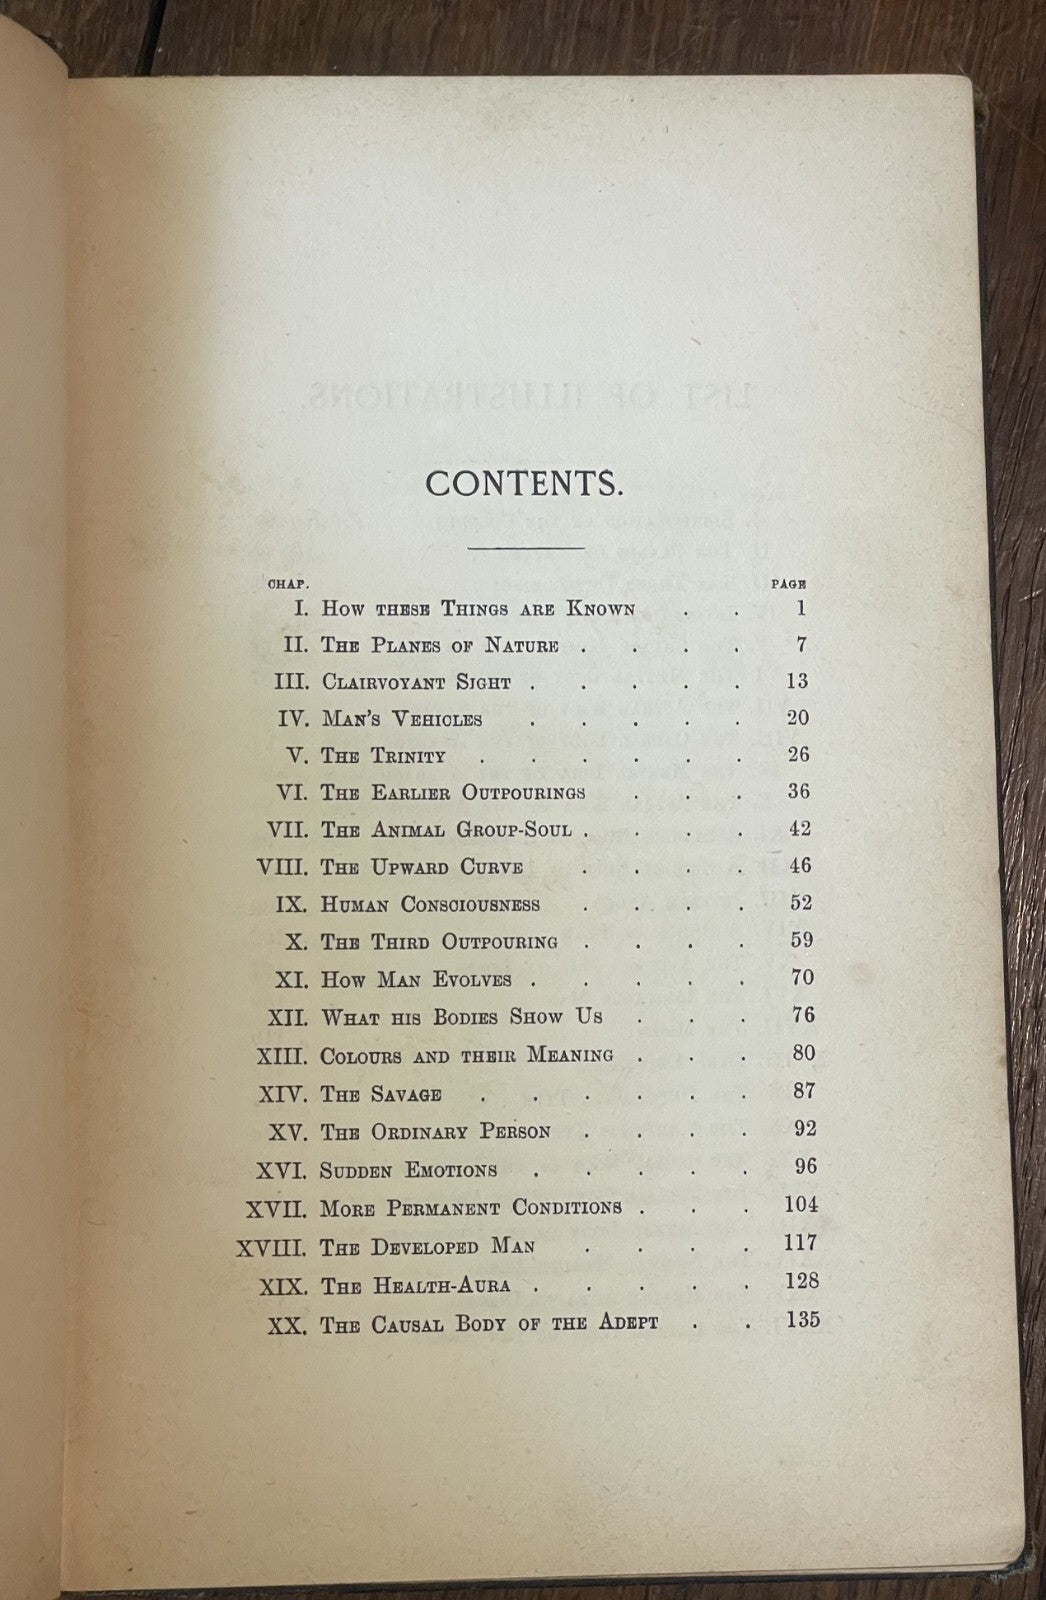 LIST OF ILLUSTRATIONS.
CONTENTS.
CHAP. PAGE
I. How these Things are Known . . 1
II. The Planes of Nature . . . . 7
III. Clairvoyant Sight . . . . . 13
IV. Man's Vehicles . . . . . 20
V. The Trinity . . . . . . 26
VI. The Earlier Outpourings . . . 36
VII. The Animal Group-Soul . . . . 42
VIII. The Upward Curve . . . . 46
IX. Human Consciousness . . . . 52
X. The Third Outpouring . . . . 59
XI. How Man Evolves . . . . . 70
XII. What his Bodies Show Us . . . 76
XIII. Colours and their Meaning . . . 80
XIV. The Savage . . . . . . 87
XV. The Ordinary Person . . . . 92
XVI. Sudden Emotions . . . . . 96
XVII. More Permanent Conditions . . . 104
XVIII. The Developed Man . . . . 117
XIX. The Health-Aura . . . . . 128
XX. The Causal Body of the Adept . . 135